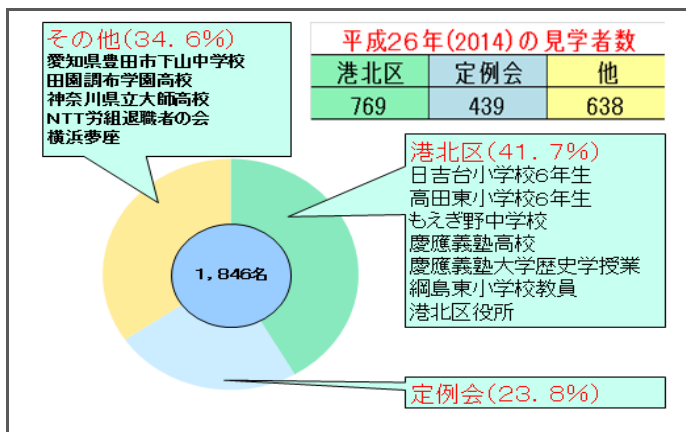 その他(34. 6%)
愛知県豊田市下山中学校
田園調布学園高校
神奈川県立大師高校
NTT労組退職者の会
横浜夢座
平成26年(2014)の見学者数
港北区 定例会 他
769 439 638
港北区(41. 7%)
日吉台小学校6年生
高田東小学校6年生
もえぎ野中学校
慶應義塾高校
慶應義塾大学歴史学授業
綱島東小学校教員
港北区役所
1,846名
定例会(23. 8%)